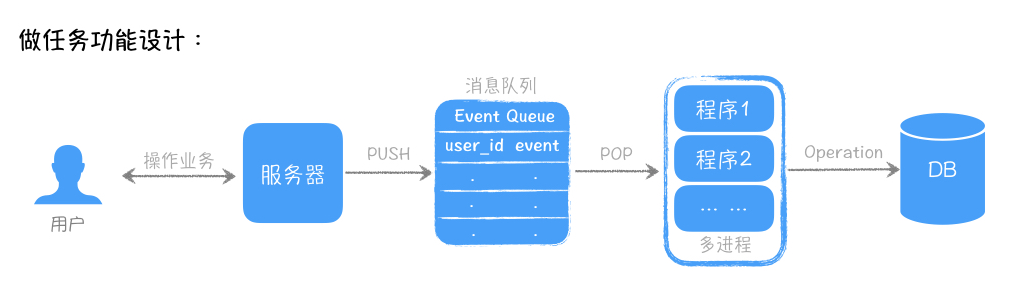 做任务功能设计：
消息队列
Event Queue
user_id event
. .
. .
. .
操作业务
用户
服务器
PUSH
POP
程序1
程序2
... ...
多进程
Operation
DB